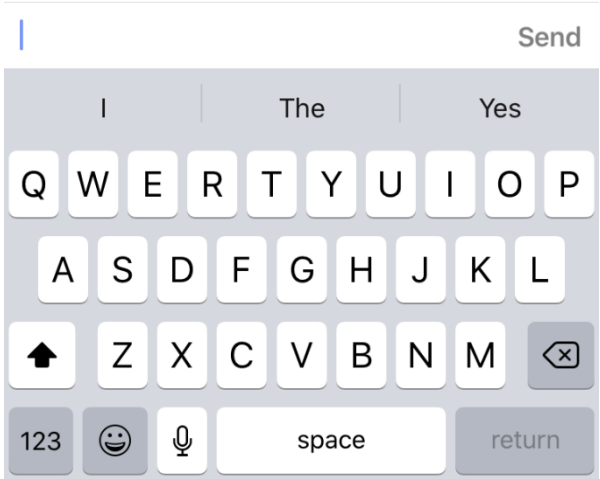 Send
I The Yes
Q W E R T Y U I O P
A S D F G H J K L
Z X C V B N M
123 space return